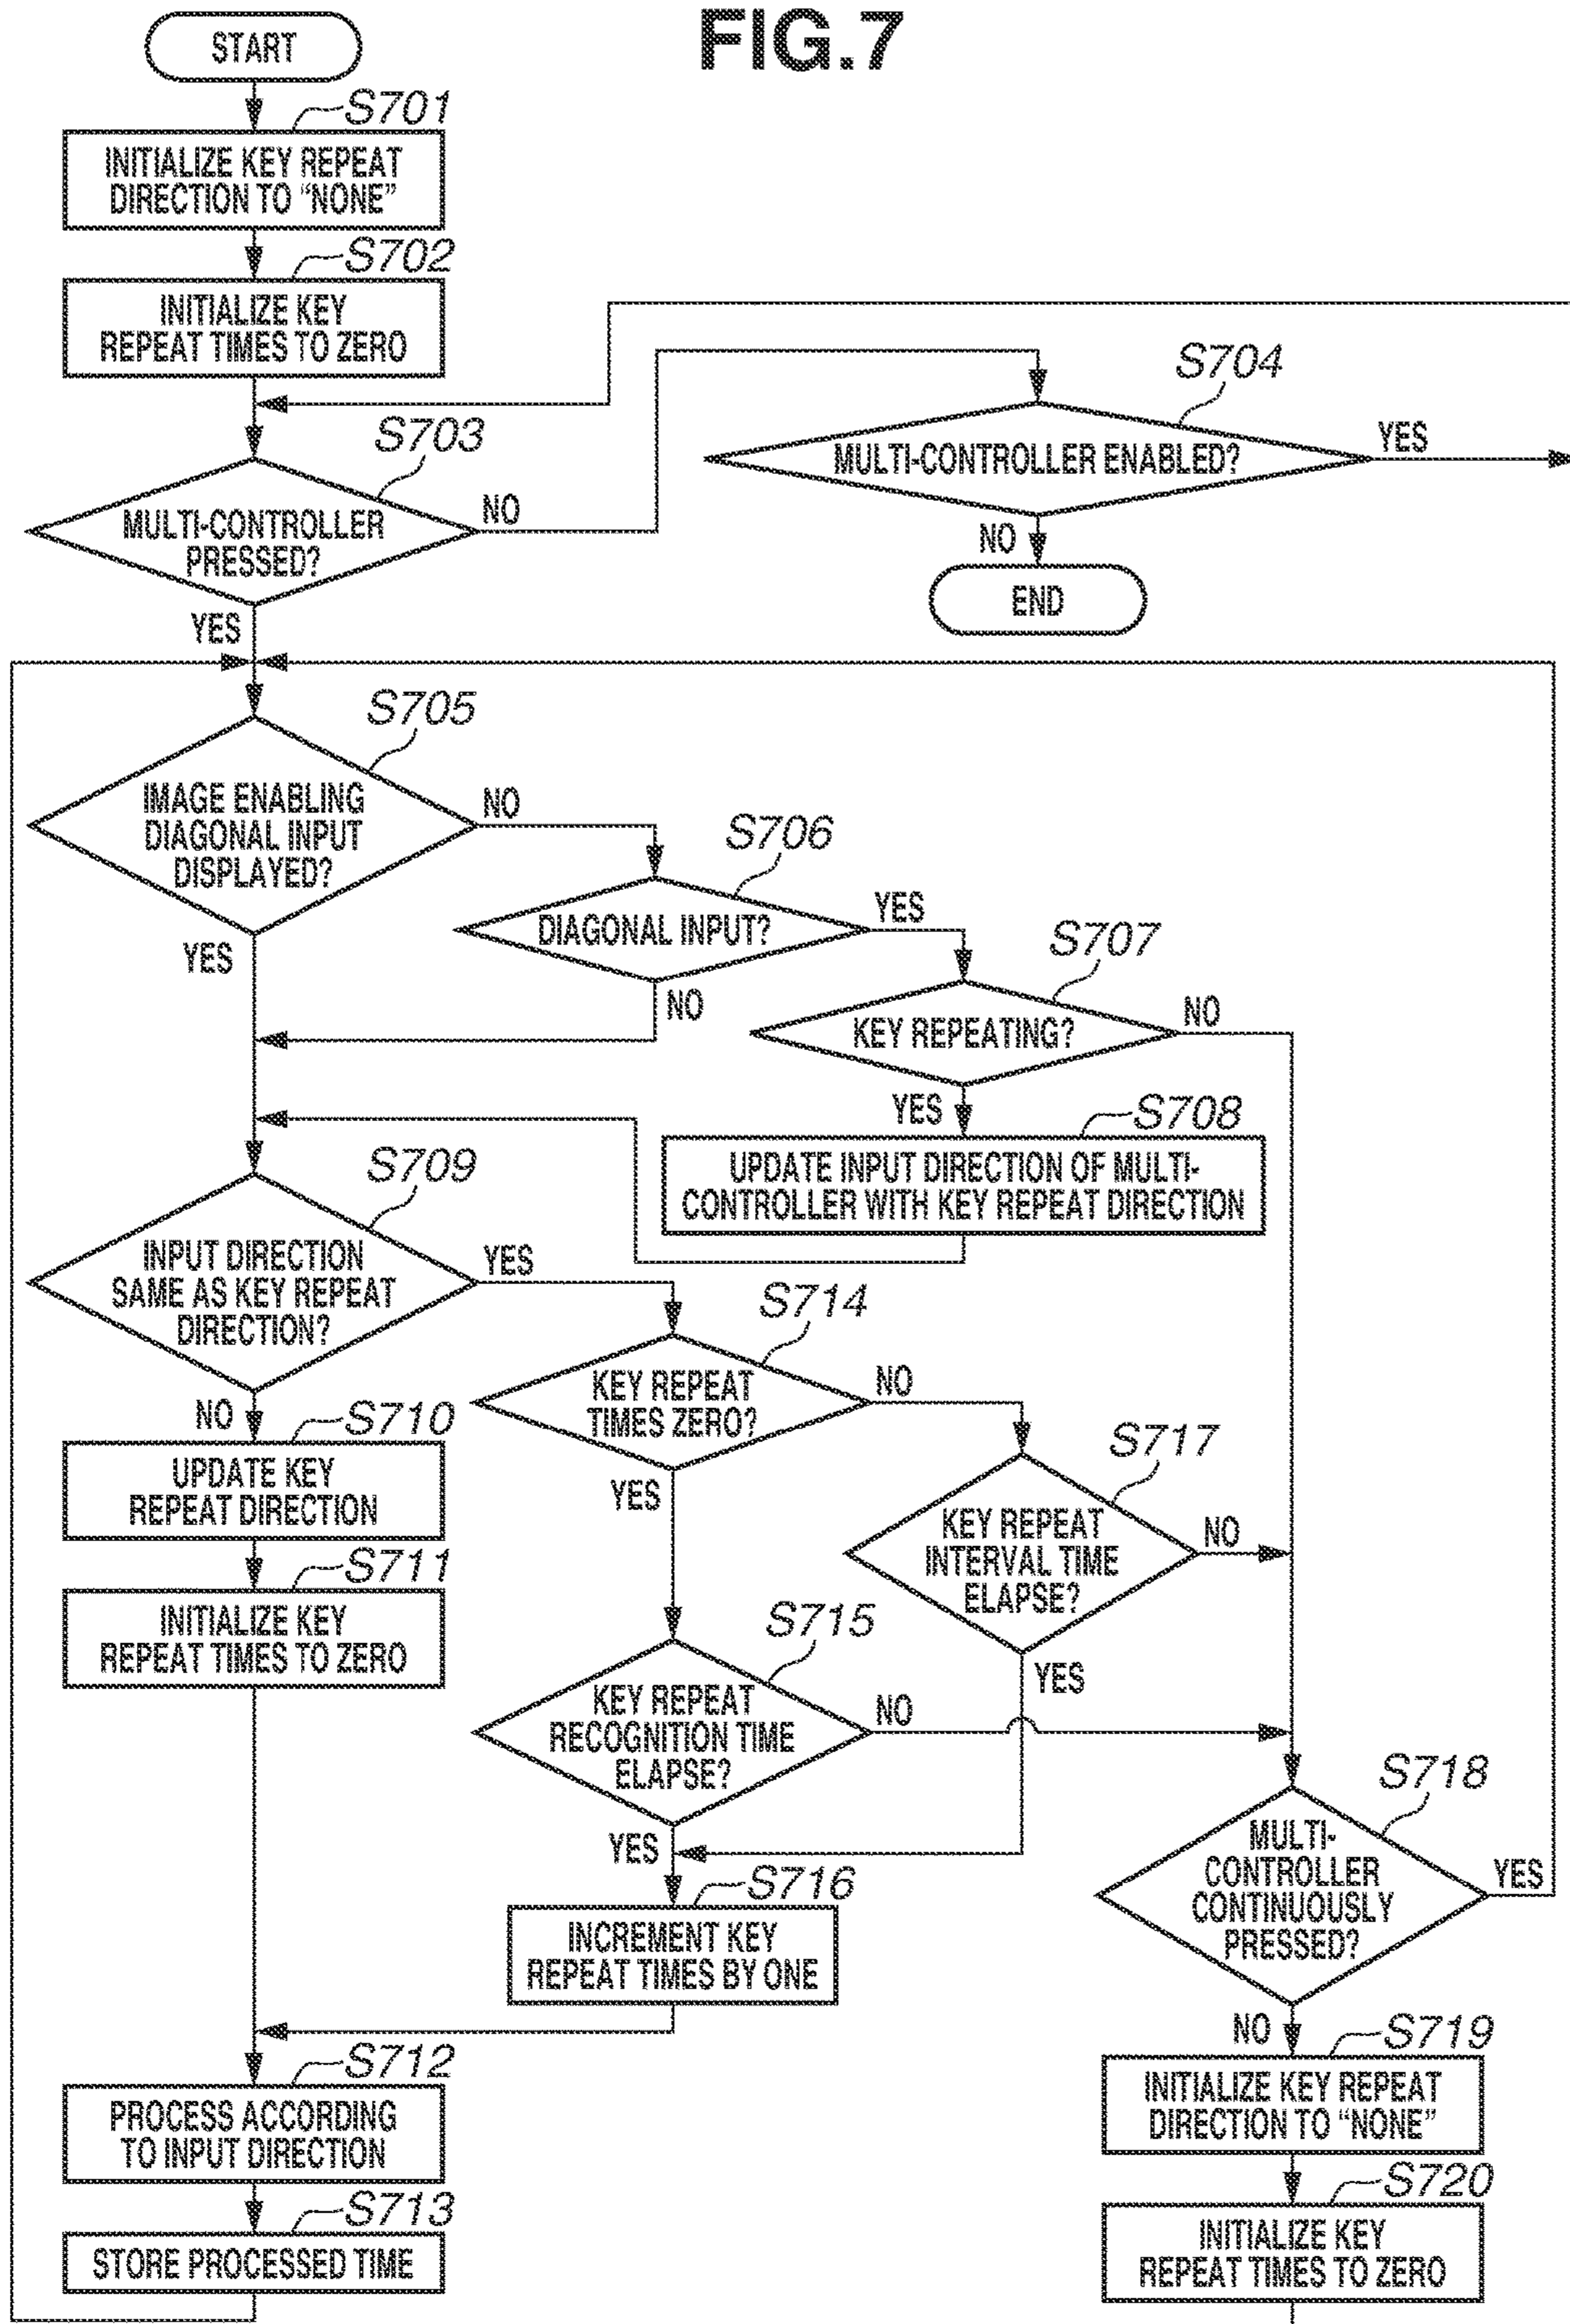 FIG.7
START
S701
INITIALIZE KEY REPEAT
DIRECTION TO “NONE”
S702
INITIALIZE KEY
REPEAT TIMES TO ZERO
S703
MULTI-CONTROLLER
PRESSED?
NO
YES
S704
MULTI-CONTROLLER ENABLED?
YES
NO
END
S705
IMAGE ENABLING
DIAGONAL INPUT
DISPLAYED?
NO
YES
S706
DIAGONAL INPUT?
YES
NO
S707
KEY REPEATING?
NO
YES
S708
UPDATE INPUT DIRECTION OF MULTI-
CONTROLLER WITH KEY REPEAT DIRECTION
S709
INPUT DIRECTION
SAME AS KEY REPEAT
DIRECTION?
YES
NO
S710
UPDATE KEY
REPEAT DIRECTION
S711
INITIALIZE KEY
REPEAT TIMES TO ZERO
S714
KEY REPEAT
TIMES ZERO?
NO
YES
S717
KEY REPEAT
INTERVAL TIME
ELAPSE?
NO
YES
S715
KEY REPEAT
RECOGNITION TIME
ELAPSE?
NO
YES
S716
INCREMENT KEY
REPEAT TIMES BY ONE
S718
MULTI-
CONTROLLER
CONTINUOUSLY
PRESSED?
YES
NO
S712
PROCESS ACCORDING
TO INPUT DIRECTION
S713
STORE PROCESSED TIME
S719
INITIALIZE KEY REPEAT
DIRECTION TO “NONE”
S720
INITIALIZE KEY
REPEAT TIMES TO ZERO